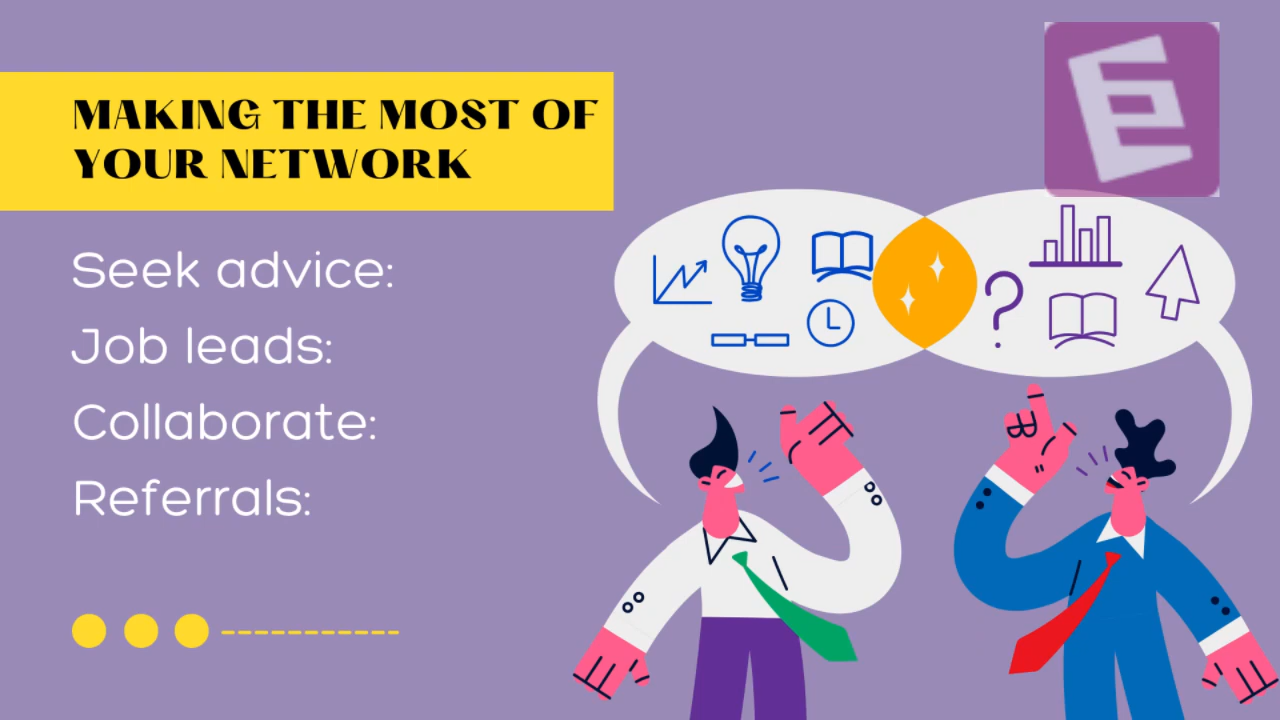 MAKING THE MOST OF
YOUR NETWORK
Seek advice:
Job leads:
Collaborate:
Referrals:
E
?